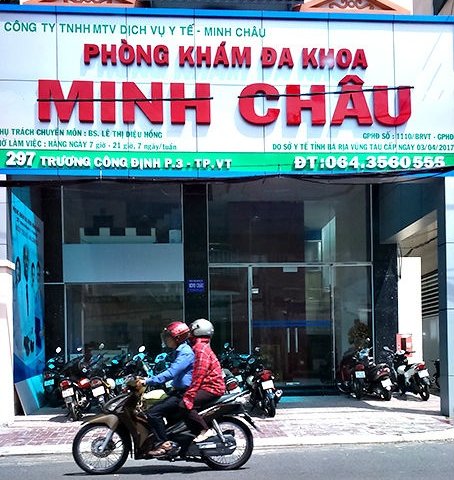 CÔNG TY TNHH MTV DỊCH VỤ Y TẾ - MINH CHÂU
PHÒNG KHÁM ĐA KHOA
MINH CHÂU
HỤ TRÁCH CHUYÊN MÔN : BS. LÊ THỊ DIỆU HỒNG
GPHĐ SỐ : 1110/BRVT - GPHĐ
GIỜ LÀM VIỆC : HÀNG NGÀY 7 giờ - 21 giờ, 7 ngày/tuần
DO SỞ Y TẾ TỈNH BÀ RỊA VŨNG TÀU CẤP NGÀY 03/04/2017
297 TRƯƠNG CÔNG ĐỊNH P.3 - TP.VT
ĐT:064.3560555